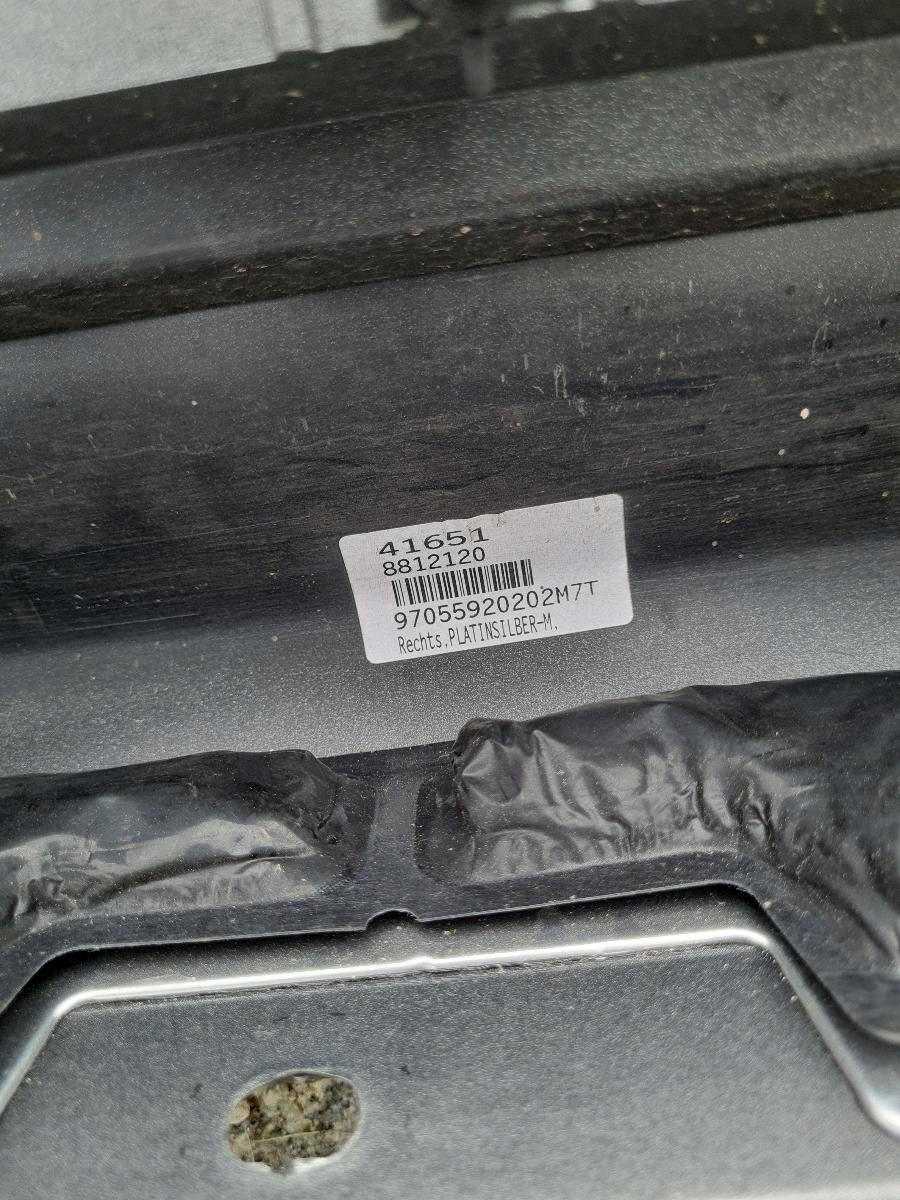 41651
8812120
97055920202M7T
Rechts,PLATINSILBER-M.